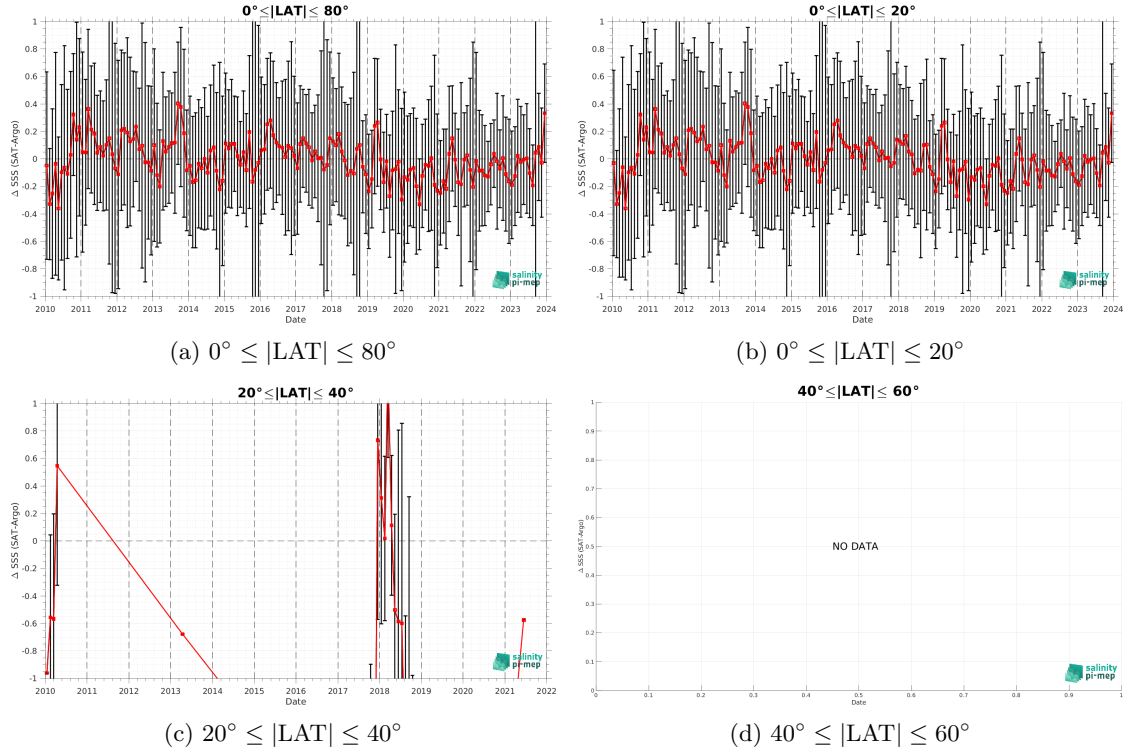 0°≤|LAT|≤ 80°
Δ SSS (SAT-Argo)
1
0.8
0.6
0.4
0.2
0
-0.2
-0.4
-0.6
-0.8
-1
2010 2011 2012 2013 2014 2015 2016 2017 2018 2019 2020 2021 2022 2023 2024
Date
salinity
pi-mep
(a) 0° ≤ |LAT| ≤ 80°
0°≤|LAT|≤ 20°
Δ SSS (SAT-Argo)
1
0.8
0.6
0.4
0.2
0
-0.2
-0.4
-0.6
-0.8
-1
2010 2011 2012 2013 2014 2015 2016 2017 2018 2019 2020 2021 2022 2023 2024
Date
salinity
pi-mep
(b) 0° ≤ |LAT| ≤ 20°
20°≤|LAT|≤ 40°
Δ SSS (SAT-Argo)
1
0.8
0.6
0.4
0.2
0
-0.2
-0.4
-0.6
-0.8
-1
2010 2011 2012 2013 2014 2015 2016 2017 2018 2019 2020 2021 2022
Date
salinity
pi-mep
(c) 20° ≤ |LAT| ≤ 40°
40°≤|LAT|≤ 60°
Δ SSS (SAT-Argo)
1
0.9
0.8
0.7
0.6
0.5
0.4
0.3
0.2
0.1
0
NO DATA
0 0.1 0.2 0.3 0.4 0.5 0.6 0.7 0.8 0.9 1
Date
salinity
pi-mep
(d) 40° ≤ |LAT| ≤ 60°